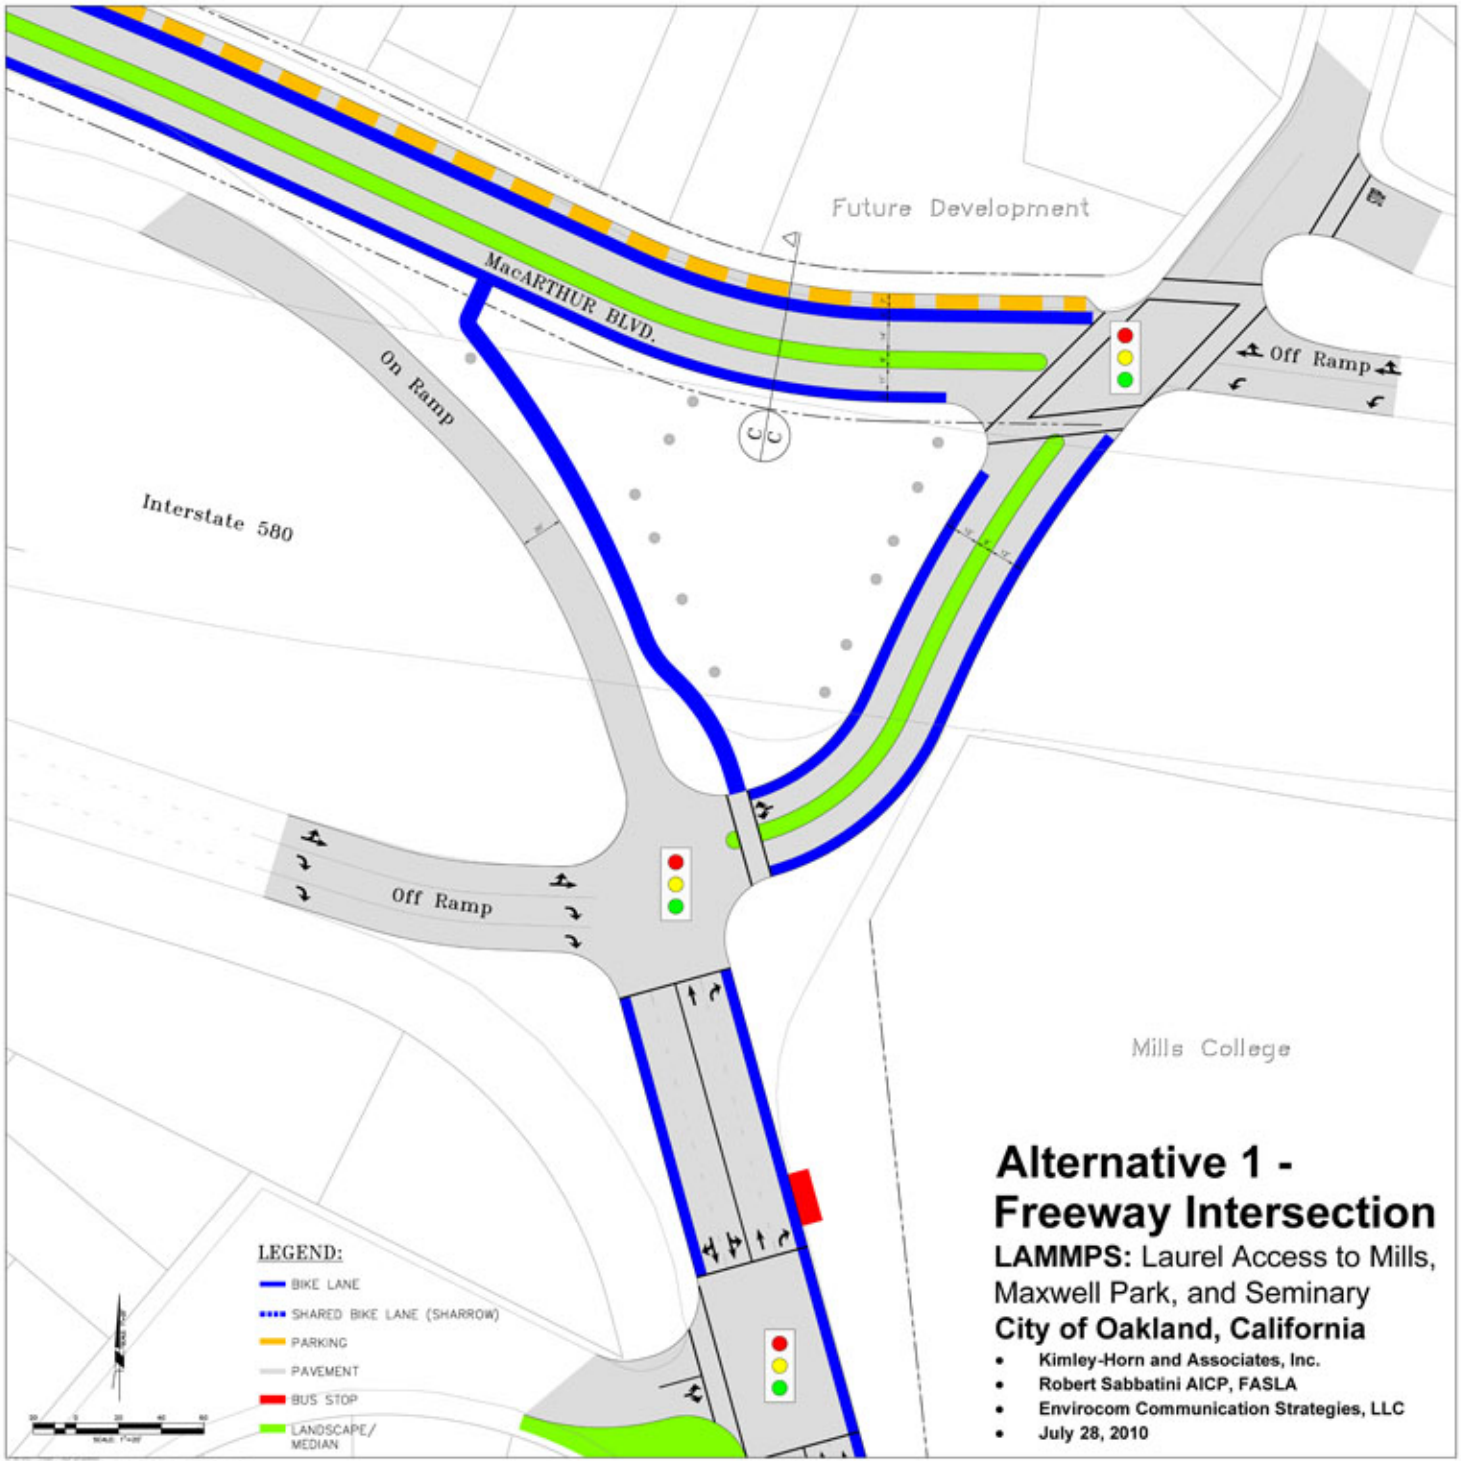 Future Development
MacARTHUR BLVD.
Off Ramp
On Ramp
C C
Interstate 580
Off Ramp
Mills College
Alternative 1 -
Freeway Intersection
LAMMPS: Laurel Access to Mills,
Maxwell Park, and Seminary
City of Oakland, California
• Kimley-Horn and Associates, Inc.
• Robert Sabbatini AICP, FASLA
• Envirocom Communication Strategies, LLC
• July 28, 2010
LEGEND:
BIKE LANE
SHARED BIKE LANE (SHARROW)
PARKING
PAVEMENT
BUS STOP
LANDSCAPE/
MEDIAN